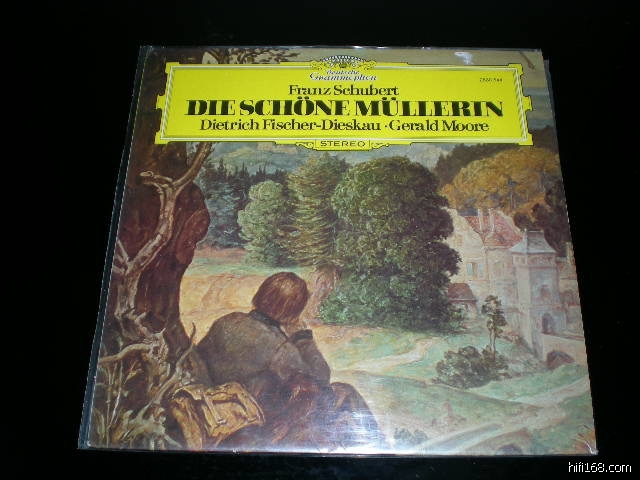 Deutsche
Grammophon
Franz Schubert
DIE SCHÖNE MÜLLERIN
Dietrich Fischer-Dieskau · Gerald Moore
STEREO
hifi168.com